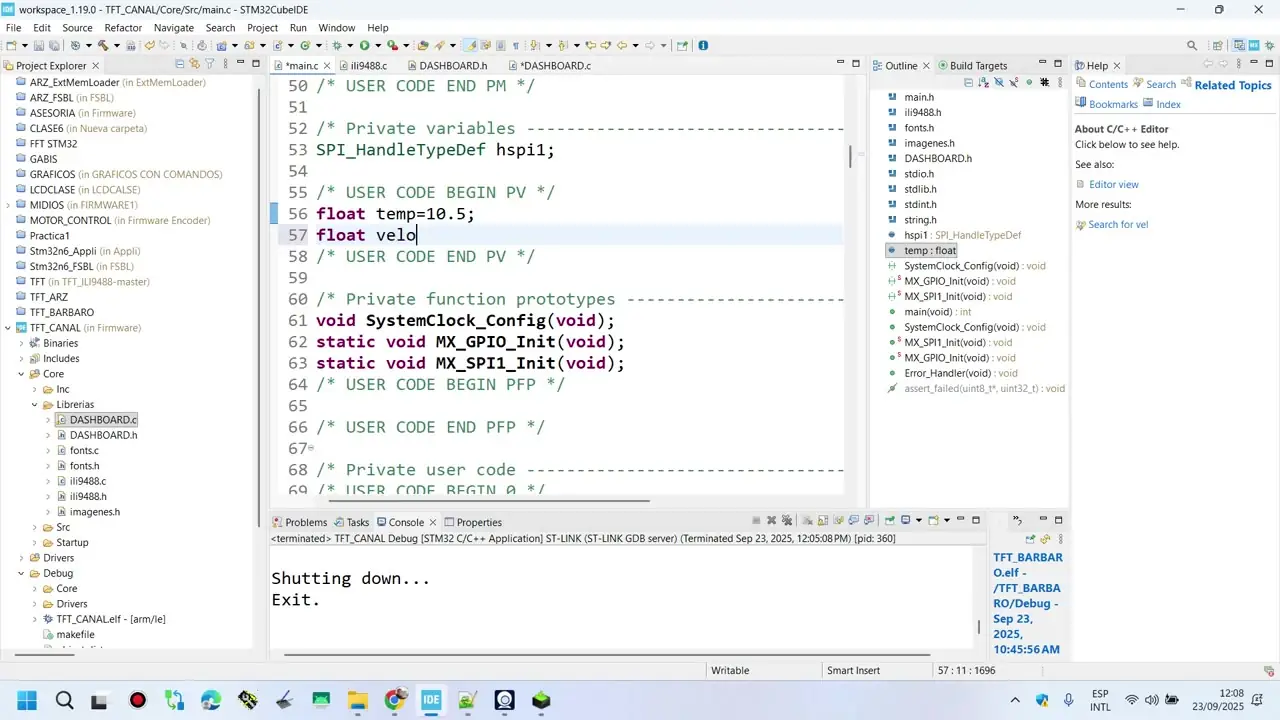 workspace_1.19.0 - TFT_CANAL/Core/Src/main.c - STM32CubeIDE
File Edit Source Refactor Navigate Search Project Run Window Help
Project Explorer
ARZ_ExtMemLoader (in ExtMemLoader)
ARZ_FSBL (in FSBL)
ASESORIA (in Firmware)
CLASE6 (in Nueva carpeta)
FFT STM32
GABIS
GRAFICOS (in GRAFICOS CON COMANDOS)
LCDCLASE (in LCDCALSE)
MIDIOS (in FIRMWARE1)
MOTOR_CONTROL (in Firmware Encoder)
Practica1
Stm32n6_Appli (in Appli)
Stm32n6_FSBL (in FSBL)
TFT (in TFT_ILI9488-master)
TFT_ARZ
TFT_BARBARO
TFT_CANAL (in Firmware)
Binaries
Includes
Core
Inc
Librerias
DASHBOARD.c
DASHBOARD.h
fonts.c
fonts.h
ili9488.c
ili9488.h
imagenes.h
Src
Startup
Drivers
Debug
Core
Drivers
TFT_CANAL.elf - [arm/le]
makefile
*main.c ili9488.c DASHBOARD.h *DASHBOARD.c
50 /* USER CODE END PM */
51
52 /* Private variables --------------------------------
53 SPI_HandleTypeDef hspi1;
54
55 /* USER CODE BEGIN PV */
56 float temp=10.5;
57 float velo
58 /* USER CODE END PV */
59
60 /* Private function prototypes ----------------------
61 void SystemClock_Config(void);
62 static void MX_GPIO_Init(void);
63 static void MX_SPI1_Init(void);
64 /* USER CODE BEGIN PFP */
65
66 /* USER CODE END PFP */
67
68 /* Private user code --------------------------------
69 /* USER CODE BEGIN 0 */
Outline Build Targets
main.h
ili9488.h
fonts.h
imagenes.h
DASHBOARD.h
stdio.h
stdlib.h
stdint.h
string.h
hspi1 : SPI_HandleTypeDef
temp : float
SystemClock_Config(void) : void
MX_GPIO_Init(void) : void
MX_SPI1_Init(void) : void
main(void) : int
SystemClock_Config(void) : void
MX_SPI1_Init(void) : void
MX_GPIO_Init(void) : void
Error_Handler(void) : void
assert_failed(uint8_t*, uint32_t) : void
Help
Contents Search Related Topics
Bookmarks Index
About C/C++ Editor
Click below to see help.
See also:
Editor view
More results:
Search for vel
Problems Tasks Console Properties
<terminated> TFT_CANAL Debug [STM32 C/C++ Application] ST-LINK (ST-LINK GDB server) (Terminated Sep 23, 2025, 12:05:08 PM) [pid: 360]
Shutting down...
Exit.
TFT_BARBAR
O.elf -
/TFT_BARBA
RO/Debug -
Sep 23,
2025,
10:45:56 AM
Writable Smart Insert 57 : 11 : 1696
IDE
ESP
INTL
12:08
23/09/2025